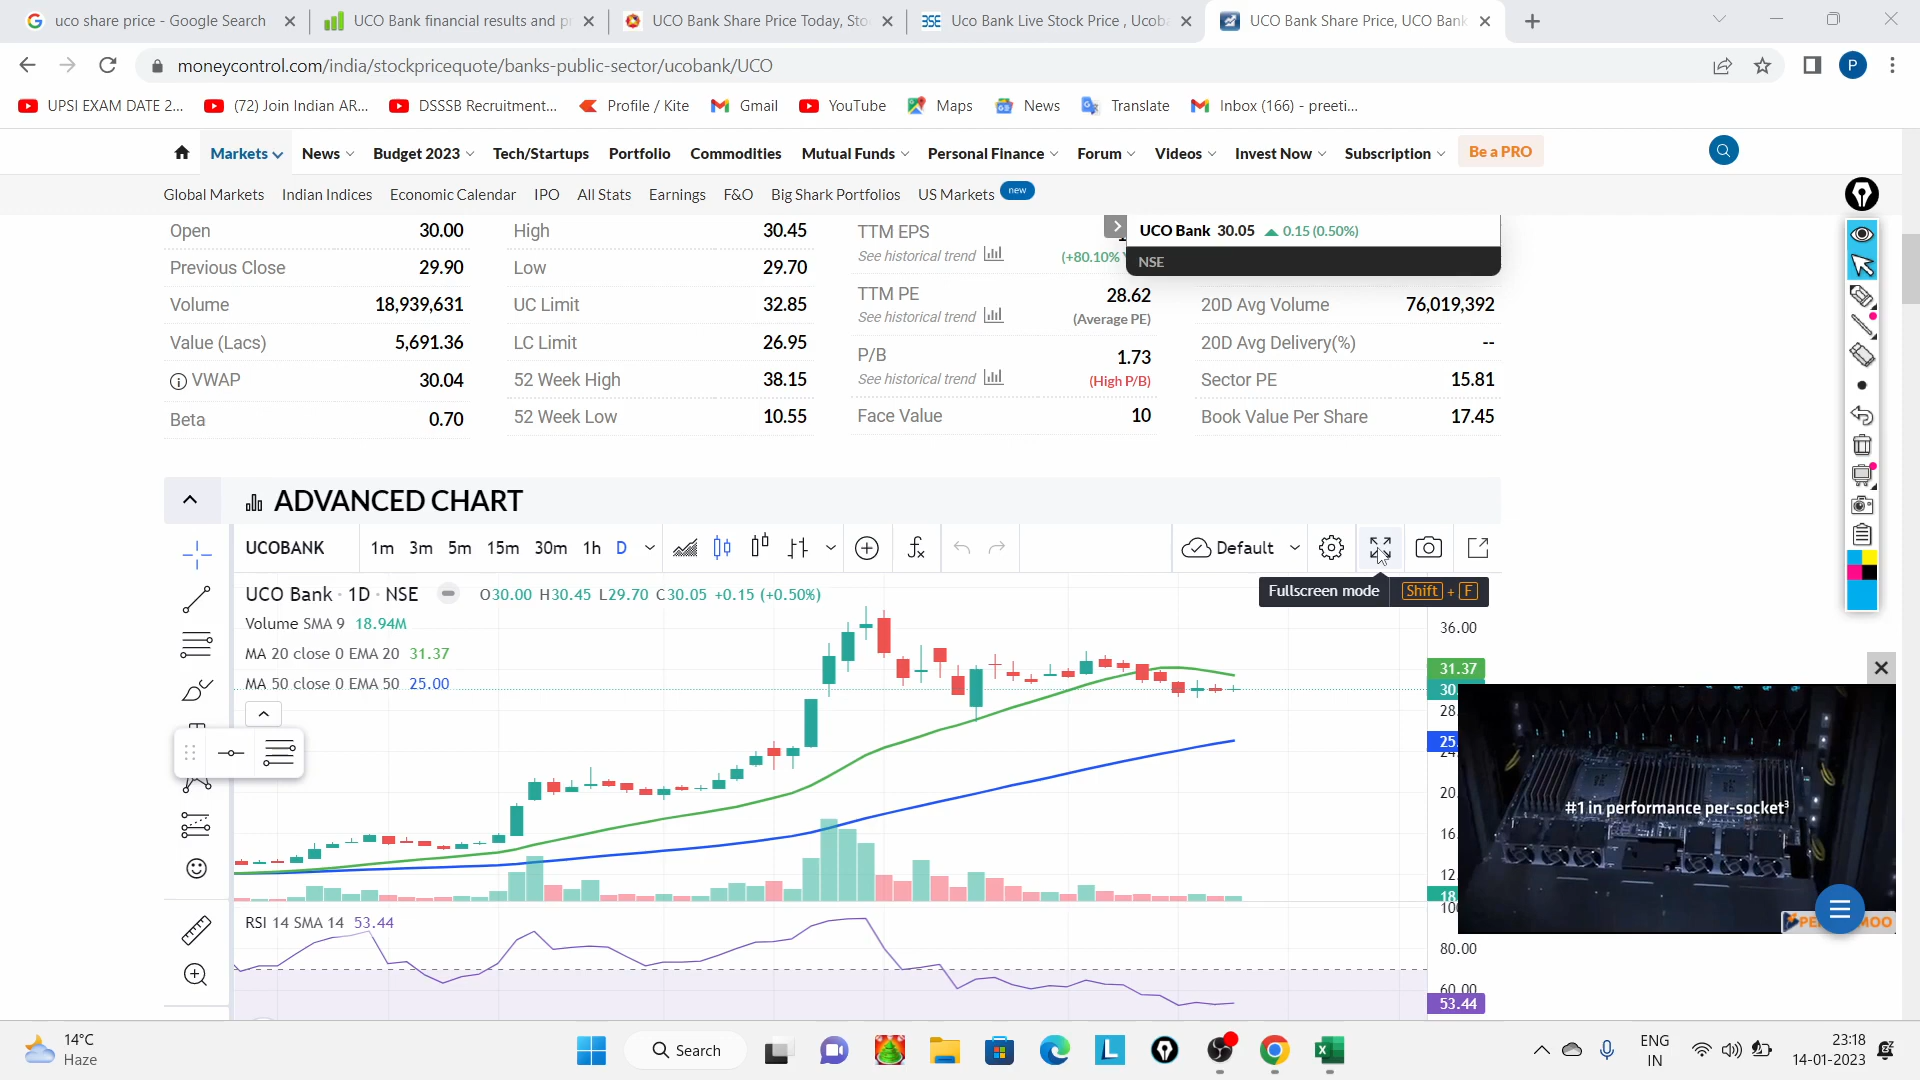 uco share price - Google Search
UCO Bank financial results and p
UCO Bank Share Price Today, Sto
Uco Bank Live Stock Price , Ucoba
UCO Bank Share Price, UCO Bank
moneycontrol.com/india/stockpricequote/banks-public-sector/ucobank/UCO
P
UPSI EXAM DATE 2...
(72) Join Indian AR...
DSSSB Recruitment...
Profile / Kite
Gmail
YouTube
Maps
News
Translate
Inbox (166) - preeti...
Markets
News
Budget 2023
Tech/Startups
Portfolio
Commodities
Mutual Funds
Personal Finance
Forum
Videos
Invest Now
Subscription
Be a PRO
Global Markets
Indian Indices
Economic Calendar
IPO
All Stats
Earnings
F&O
Big Shark Portfolios
US Markets
new
Open 30.00
Previous Close 29.90
Volume 18,939,631
Value (Lacs) 5,691.36
VWAP 30.04
Beta 0.70
High 30.45
Low 29.70
UC Limit 32.85
LC Limit 26.95
52 Week High 38.15
52 Week Low 10.55
TTM EPS
See historical trend
(+80.10%
TTM PE 28.62
See historical trend (Average PE)
P/B 1.73
See historical trend (High P/B)
Face Value 10
UCO Bank 30.05 0.15 (0.50%)
NSE
20D Avg Volume 76,019,392
20D Avg Delivery(%) --
Sector PE 15.81
Book Value Per Share 17.45
ADVANCED CHART
UCOBANK
1m 3m 5m 15m 30m 1h D
Default
Fullscreen mode Shift + F
UCO Bank · 1D · NSE O30.00 H30.45 L29.70 C30.05 +0.15 (+0.50%)
Volume SMA 9 18.94M
MA 20 close 0 EMA 20 31.37
MA 50 close 0 EMA 50 25.00
36.00
31.37
30.
28.
25.
24.
20.
16.
12.
18.
RSI 14 SMA 14 53.44
100
80.00
60.00
53.44
#1 in performance per-socket³
14°C
Haze
Search
ENG
IN
23:18
14-01-2023